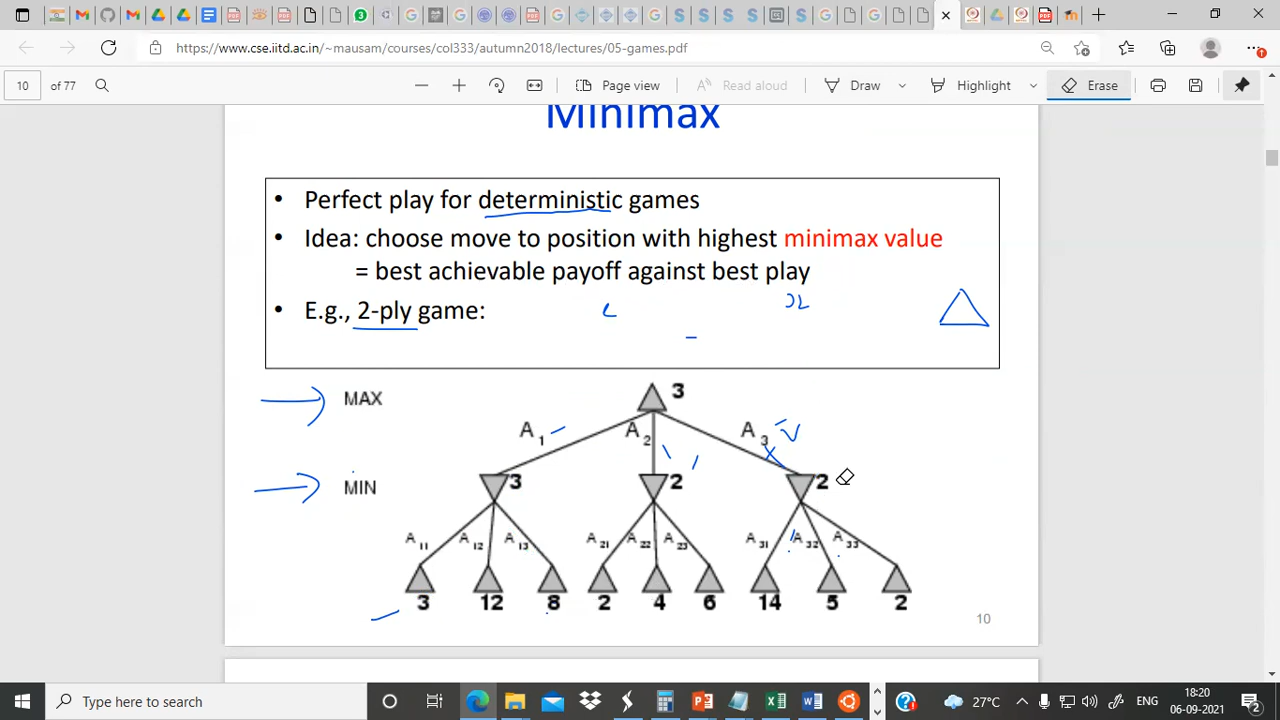 https://www.cse.iitd.ac.in/~mausam/courses/col333/autumn2018/lectures/05-games.pdf
10 of 77 Page view Read aloud Draw Highlight Erase
Minimax
• Perfect play for deterministic games
• Idea: choose move to position with highest minimax value
= best achievable payoff against best play
• E.g., 2-ply game:
MAX 3
A1 A2 A3
MIN 3 2 2
A11 A12 A13 A21 A22 A23 A31 A32 A33
3 12 8 2 4 6 14 5 2
10
Type here to search 27°C ENG 18:20
06-09-2021 2